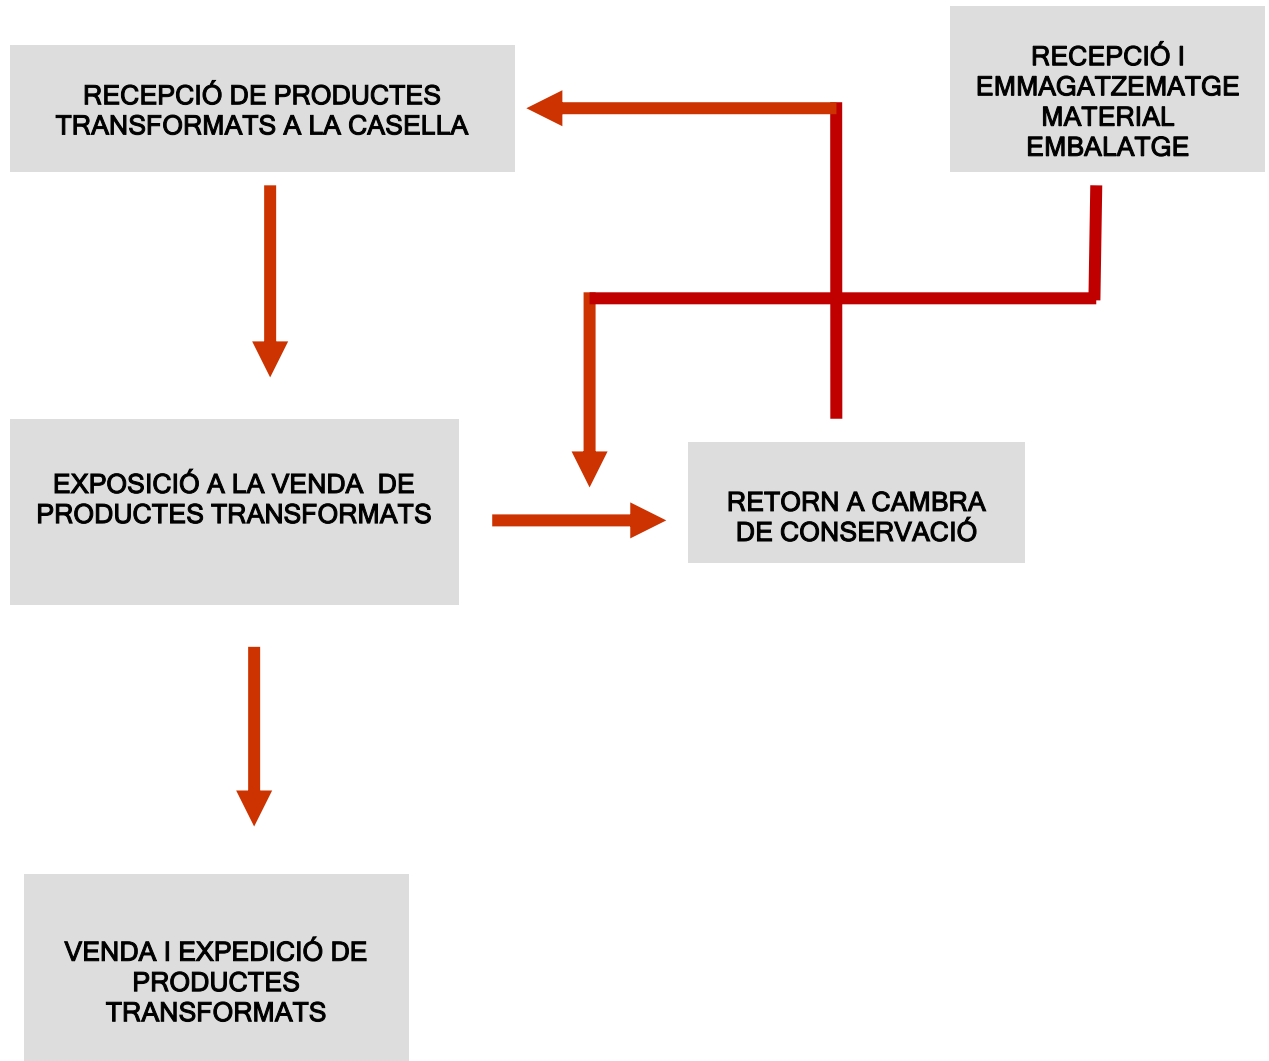 RECEPCIÓ DE PRODUCTES
TRANSFORMATS A LA CASELLA
RECEPCIÓ I
EMMAGATZEMATGE
MATERIAL
EMBALATGE
EXPOSICIÓ A LA VENDA  DE
PRODUCTES TRANSFORMATS
RETORN A CAMBRA
DE CONSERVACIÓ
VENDA I EXPEDICIÓ DE
PRODUCTES
TRANSFORMATS